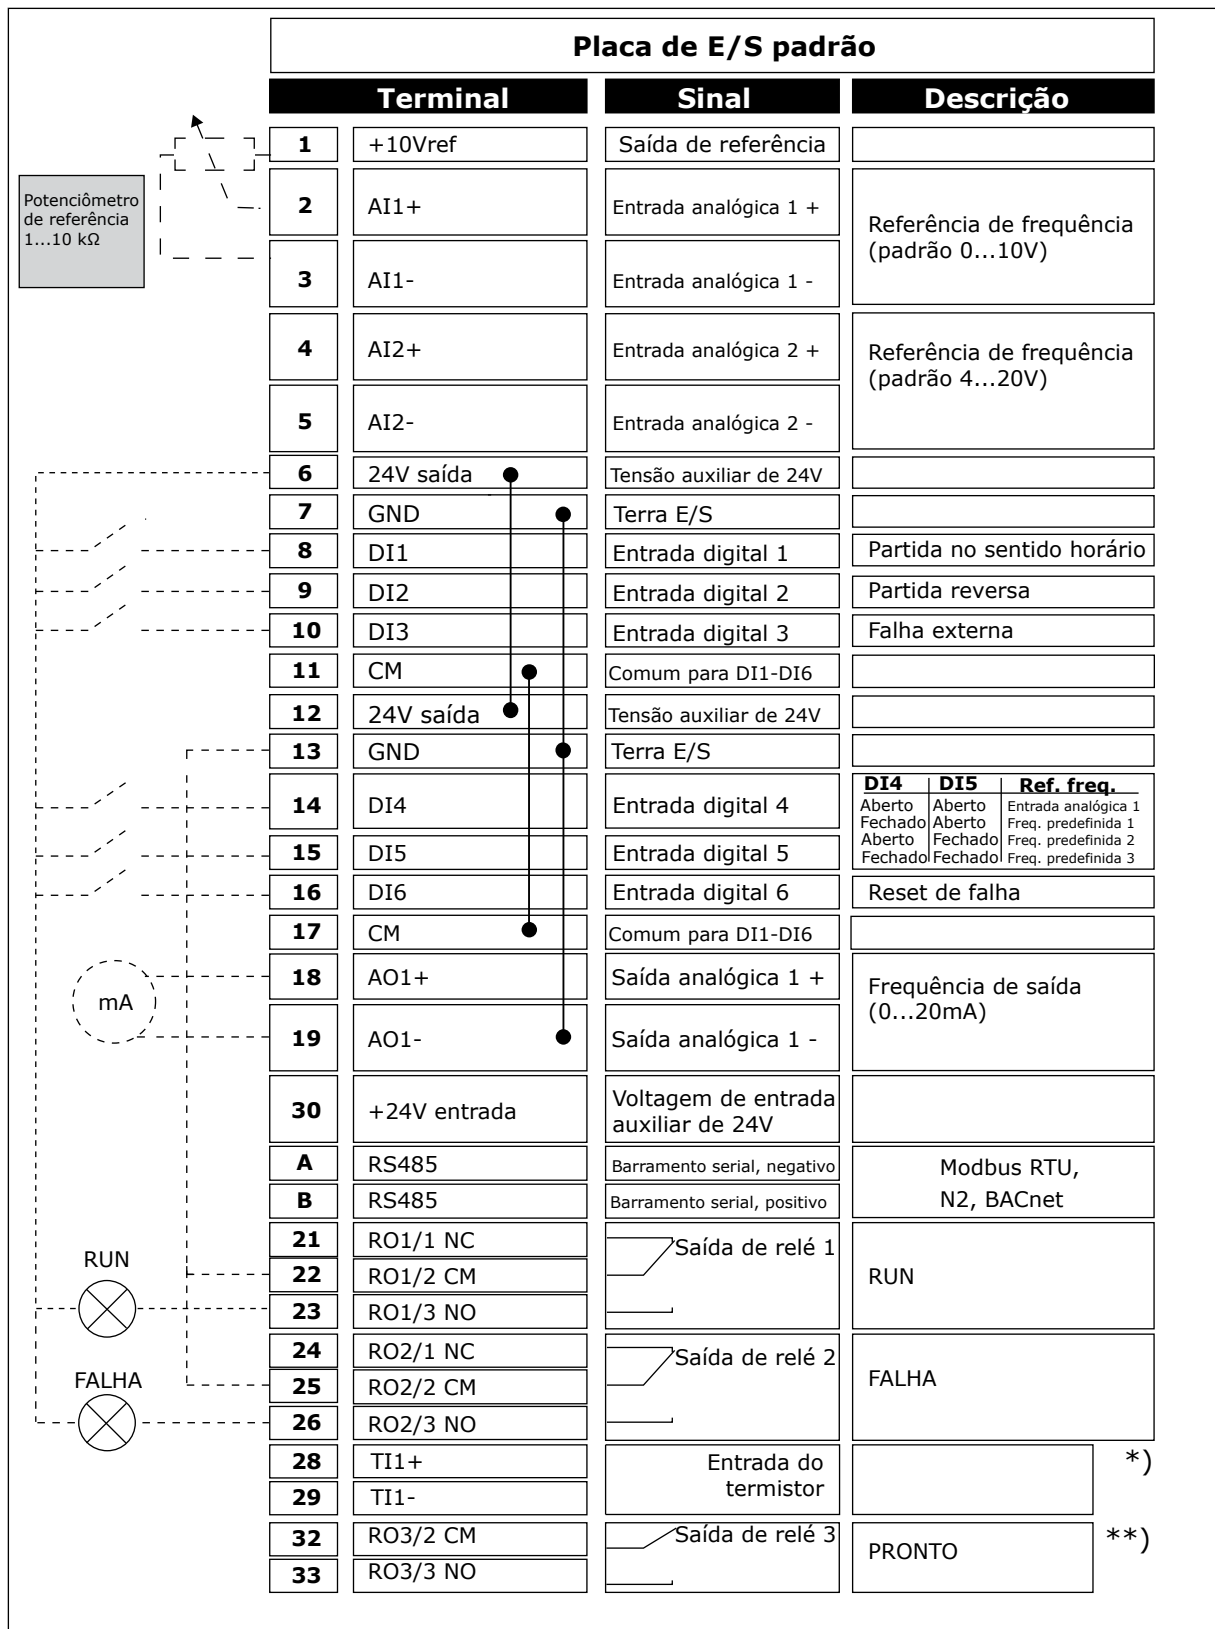 Placa de E/S padrão
Terminal Sinal Descrição
1 +10Vref Saída de referência
Potenciômetro
de referência
1...10 kΩ
2 AI1+ Entrada analógica 1 +
Referência de frequência
(padrão 0...10V)
3 AI1- Entrada analógica 1 -
4 AI2+ Entrada analógica 2 +
Referência de frequência
(padrão 4...20V)
5 AI2- Entrada analógica 2 -
6 24V saída Tensão auxiliar de 24V
7 GND Terra E/S
8 DI1 Entrada digital 1 Partida no sentido horário
9 DI2 Entrada digital 2 Partida reversa
10 DI3 Entrada digital 3 Falha externa
11 CM Comum para DI1-DI6
12 24V saída Tensão auxiliar de 24V
13 GND Terra E/S
14 DI4 Entrada digital 4
DI4 DI5 Ref. freq.
Aberto Aberto Entrada analógica 1
Fechado Aberto Freq. predefinida 1
Aberto Fechado Freq. predefinida 2
Fechado Fechado Freq. predefinida 3
15 DI5 Entrada digital 5
16 DI6 Entrada digital 6 Reset de falha
17 CM Comum para DI1-DI6
mA
18 AO1+ Saída analógica 1 +
Frequência de saída
(0...20mA)
19 AO1- Saída analógica 1 -
30 +24V entrada Voltagem de entrada
auxiliar de 24V
A RS485 Barramento serial, negativo
Modbus RTU,
N2, BACnet
B RS485 Barramento serial, positivo
21 RO1/1 NC Saída de relé 1
RUN
22 RO1/2 CM RUN
23 RO1/3 NO
24 RO2/1 NC Saída de relé 2
FALHA
25 RO2/2 CM FALHA
26 RO2/3 NO
28 TI1+ Entrada do
termistor
*)
29 TI1-
32 RO3/2 CM Saída de relé 3
PRONTO
**)
33 RO3/3 NO